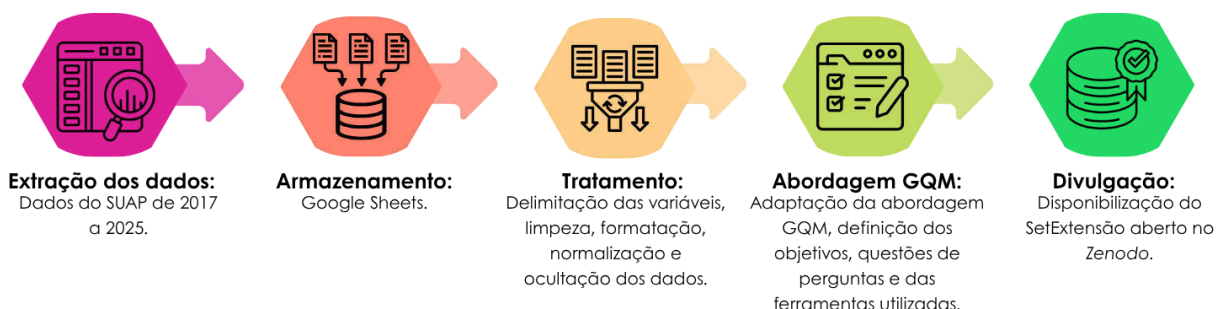 Extração dos dados:
Dados do SUAP de 2017
a 2025.
Armazenamento:
Google Sheets.
Tratamento:
Delimitação das variáveis,
limpeza, formatação,
normalização e
ocultação dos dados.
Abordagem GQM:
Adaptação da abordagem
GQM, definição dos
objetivos, questões de
perguntas e das
ferramentas utilizadas.
Divulgação:
Disponibilização do
SetExtensão aberto no
Zenodo.